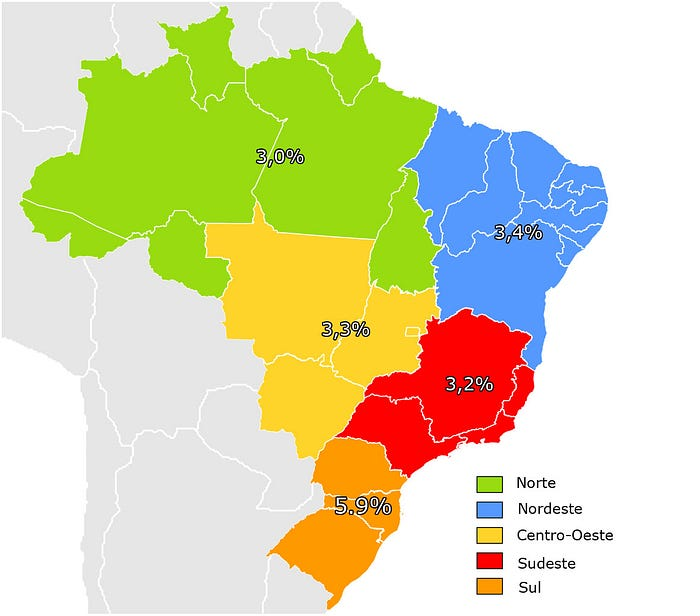 3,0%
3,4%
3,3%
3,2%
5.9%
Norte
Nordeste
Centro-Oeste
Sudeste
Sul